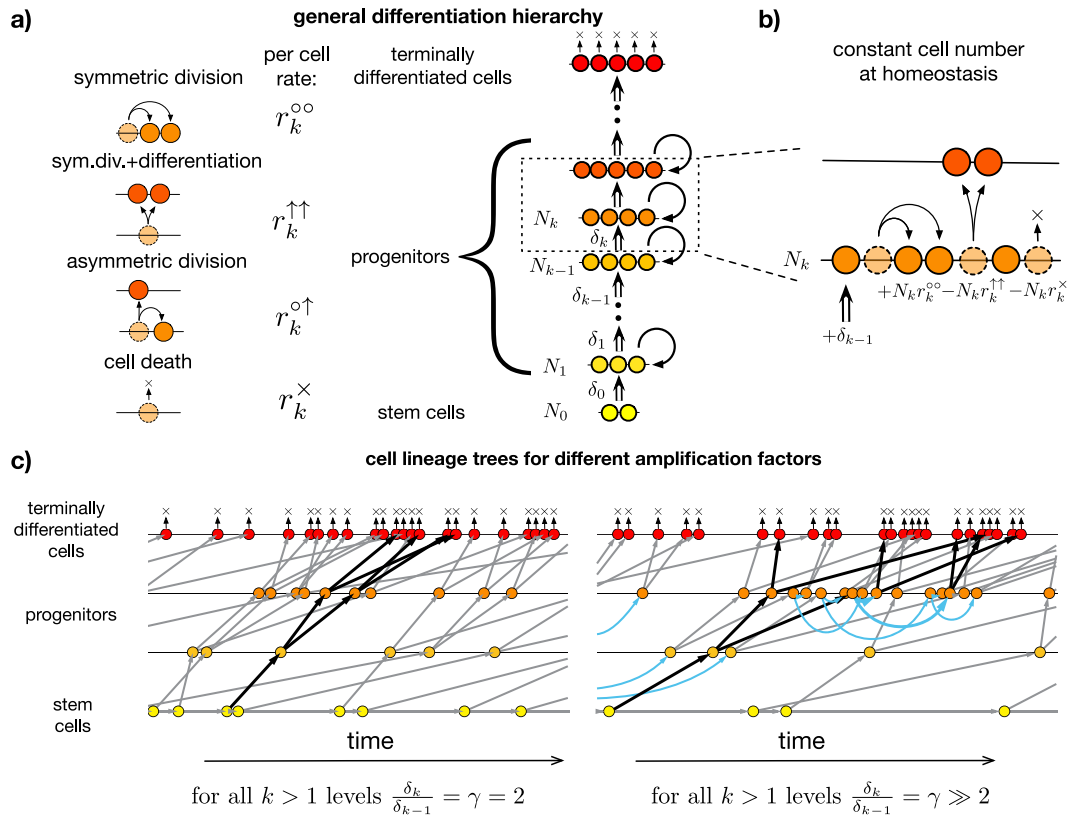 a)
general differentiation hierarchy
per cell
rate:
symmetric division
r_k^{○○}
sym.div.+differentiation
r_k^{↑↑}
asymmetric division
r_k^{○↑}
cell death
×
r_k^×
terminally
differentiated cells
× × × × ×
progenitors
N_k
δ_k
N_{k−1}
δ_{k−1}
δ_1
N_1
δ_0
stem cells
N_0
b)
constant cell number
at homeostasis
×
N_k
+N_k r_k^{○○} −N_k r_k^{↑↑} −N_k r_k^×
+δ_{k−1}
c)
cell lineage trees for different amplification factors
terminally
differentiated
cells
progenitors
stem
cells
time
time
for all k > 1 levels δ_k/δ_{k−1} = γ = 2
for all k > 1 levels δ_k/δ_{k−1} = γ ≫ 2